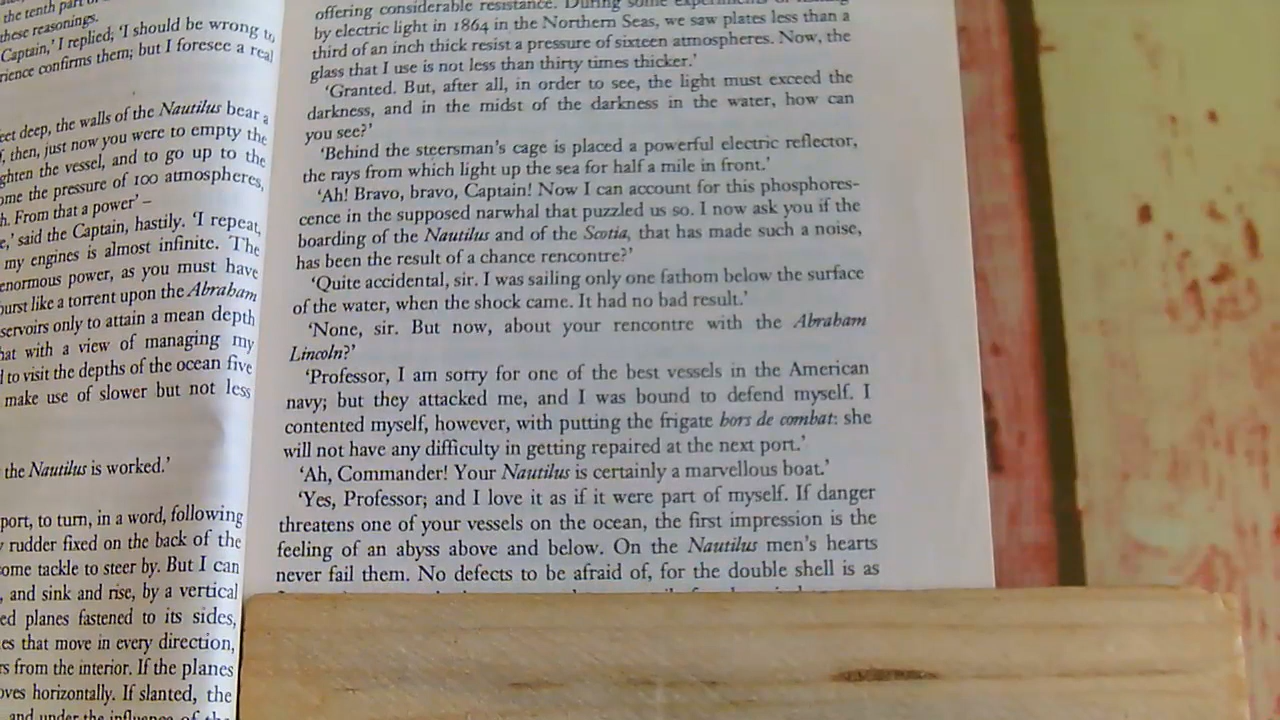 the tenth part of
these reasonings.
Captain,' I replied; 'I should be wrong to
rience confirms them; but I foresee a real
eet deep, the walls of the Nautilus bear a
, then, just now you were to empty the
ghten the vessel, and to go up to the
ome the pressure of 100 atmospheres,
h. From that a power' –
e,' said the Captain, hastily. 'I repeat,
my engines is almost infinite. 'The
enormous power, as you must have
ourst like a torrent upon the Abraham
servoirs only to attain a mean depth
hat with a view of managing my
to visit the depths of the ocean five
make use of slower but not less
the Nautilus is worked.'
port, to turn, in a word, following
rudder fixed on the back of the
ome tackle to steer by. But I can
, and sink and rise, by a vertical
ed planes fastened to its sides,
es that move in every direction,
rs from the interior. If the planes
oves horizontally. If slanted, the
and under the influence of the
offering considerable resistance. During some experiments of fishing
by electric light in 1864 in the Northern Seas, we saw plates less than a
third of an inch thick resist a pressure of sixteen atmospheres. Now, the
glass that I use is not less than thirty times thicker.'
'Granted. But, after all, in order to see, the light must exceed the
darkness, and in the midst of the darkness in the water, how can
you see?'
'Behind the steersman's cage is placed a powerful electric reflector,
the rays from which light up the sea for half a mile in front.'
'Ah! Bravo, bravo, Captain! Now I can account for this phosphores-
cence in the supposed narwhal that puzzled us so. I now ask you if the
boarding of the Nautilus and of the Scotia, that has made such a noise,
has been the result of a chance rencontre?'
'Quite accidental, sir. I was sailing only one fathom below the surface
of the water, when the shock came. It had no bad result.'
'None, sir. But now, about your rencontre with the Abraham
Lincoln?'
'Professor, I am sorry for one of the best vessels in the American
navy; but they attacked me, and I was bound to defend myself. I
contented myself, however, with putting the frigate hors de combat: she
will not have any difficulty in getting repaired at the next port.'
'Ah, Commander! Your Nautilus is certainly a marvellous boat.'
'Yes, Professor; and I love it as if it were part of myself. If danger
threatens one of your vessels on the ocean, the first impression is the
feeling of an abyss above and below. On the Nautilus men's hearts
never fail them. No defects to be afraid of, for the double shell is as